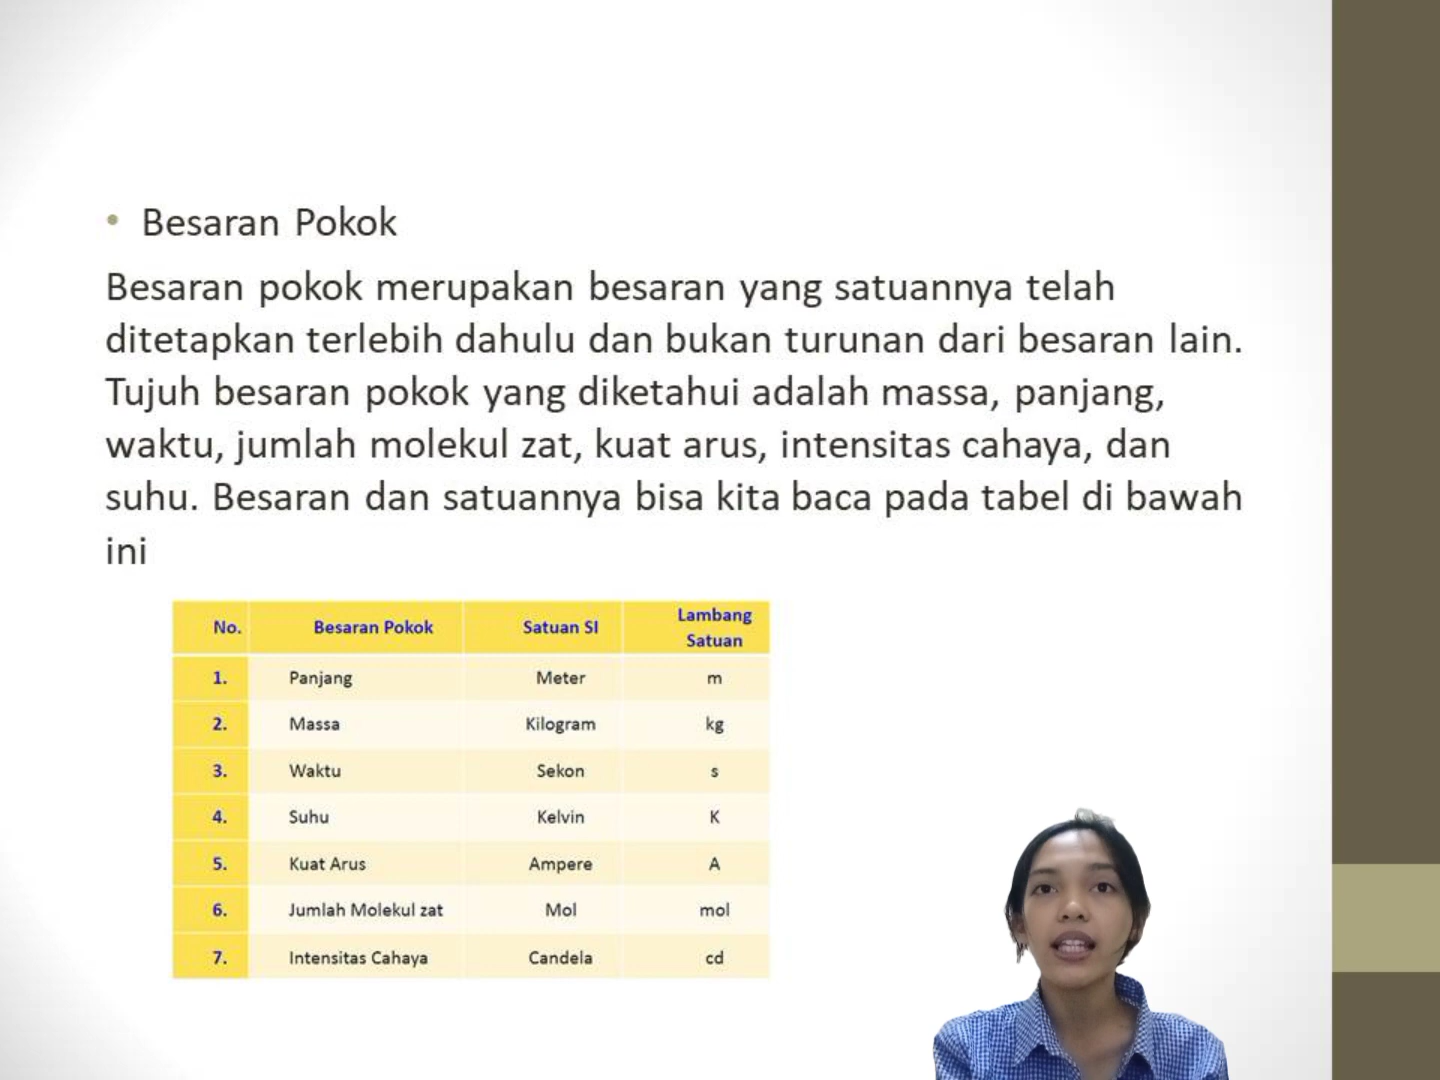 • Besaran Pokok
Besaran pokok merupakan besaran yang satuannya telah
ditetapkan terlebih dahulu dan bukan turunan dari besaran lain.
Tujuh besaran pokok yang diketahui adalah massa, panjang,
waktu, jumlah molekul zat, kuat arus, intensitas cahaya, dan
suhu. Besaran dan satuannya bisa kita baca pada tabel di bawah
ini
No. Besaran Pokok Satuan SI Lambang Satuan
1. Panjang Meter m
2. Massa Kilogram kg
3. Waktu Sekon s
4. Suhu Kelvin K
5. Kuat Arus Ampere A
6. Jumlah Molekul zat Mol mol
7. Intensitas Cahaya Candela cd